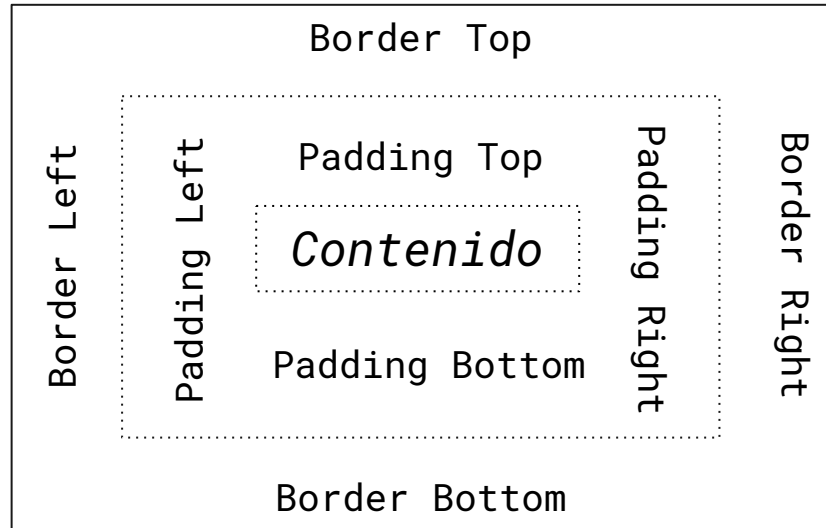 Border Top
Border Left
Padding Left
Padding Top
Padding Right
Border Right
Contenido
Padding Bottom
Border Bottom